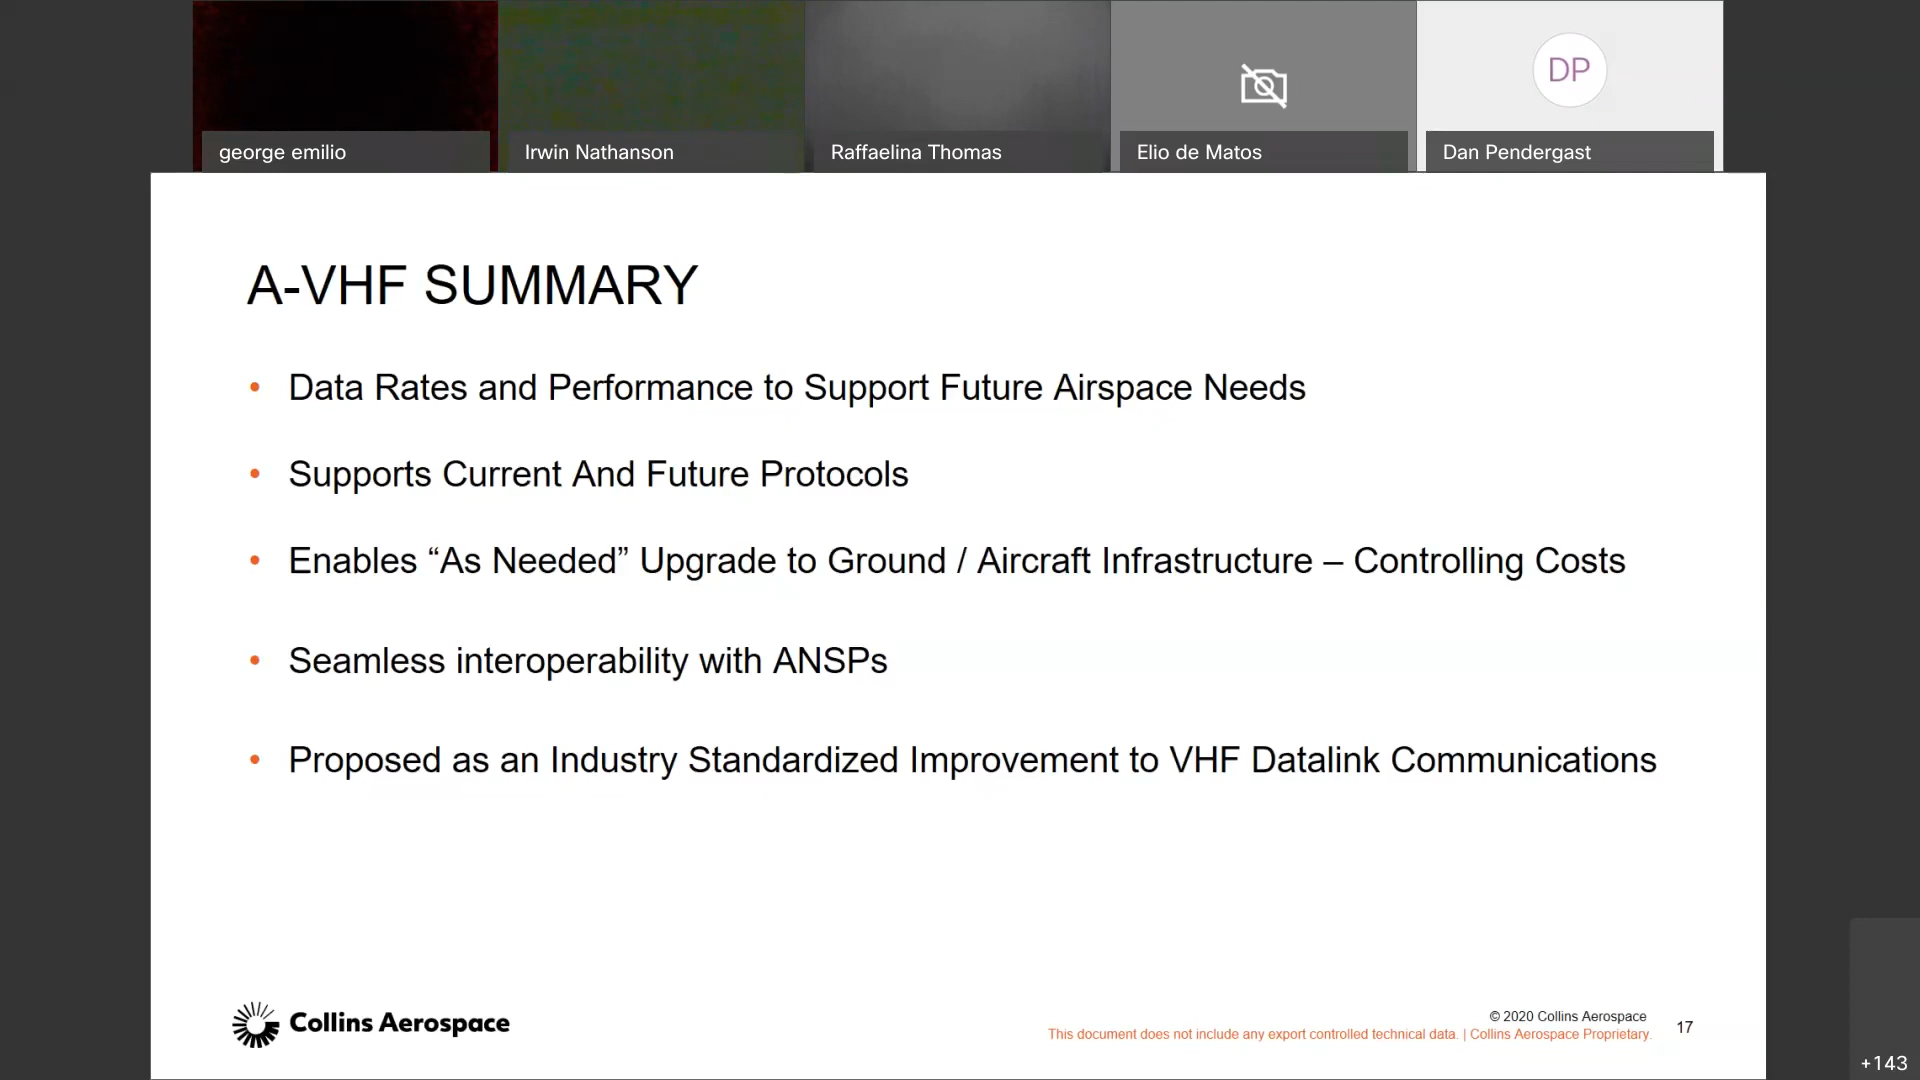 george emilio
Irwin Nathanson
Raffaelina Thomas
Elio de Matos
DP
Dan Pendergast
A-VHF SUMMARY
• Data Rates and Performance to Support Future Airspace Needs
• Supports Current And Future Protocols
• Enables “As Needed” Upgrade to Ground / Aircraft Infrastructure – Controlling Costs
• Seamless interoperability with ANSPs
• Proposed as an Industry Standardized Improvement to VHF Datalink Communications
Collins Aerospace
© 2020 Collins Aerospace
This document does not include any export controlled technical data. | Collins Aerospace Proprietary.
17
+143